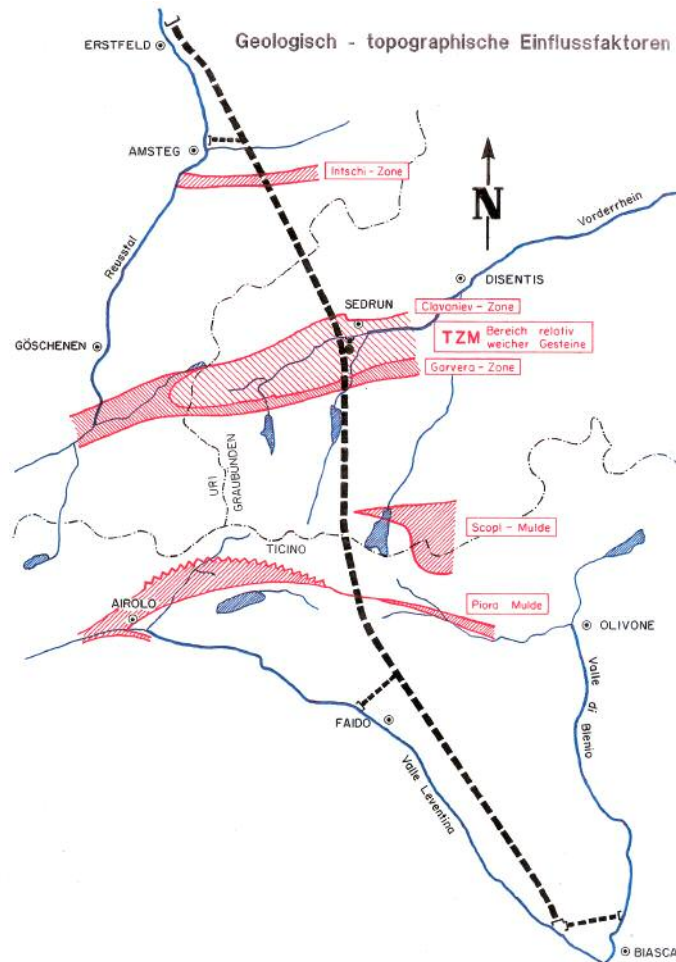 Geologisch - topographische Einflussfaktoren
ERSTFELD
AMSTEG
Intschi - Zone
N
Reusstal
Vorderrhein
DISENTIS
SEDRUN
Clavaniev - Zone
TZM Bereich relativ
weicher Gesteine
Garvera - Zone
GÖSCHENEN
URI
GRAUBÜNDEN
TICINO
Scopi - Mulde
Piora Mulde
AIROLO
OLIVONE
Valle di Blenio
FAIDO
Valle Leventina
BIASCA